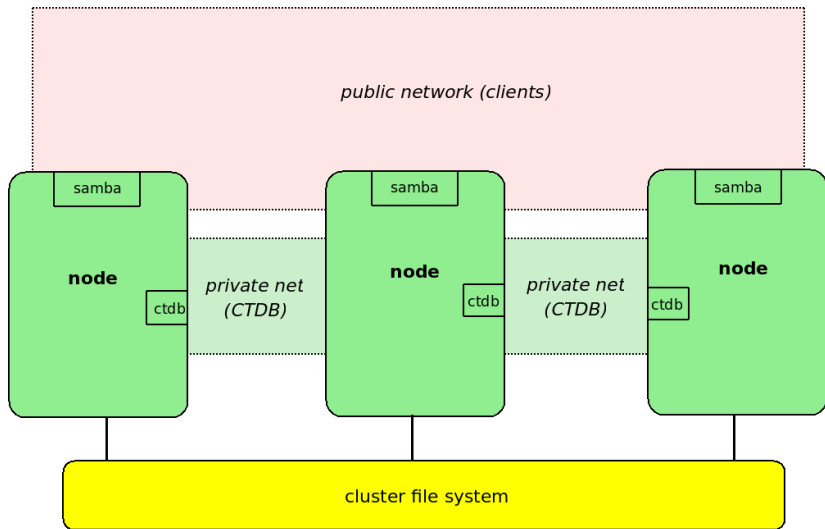 public network (clients)
samba
samba
samba
node
node
node
private net
(CTDB)
private net
(CTDB)
ctdb
ctdb
ctdb
cluster file system